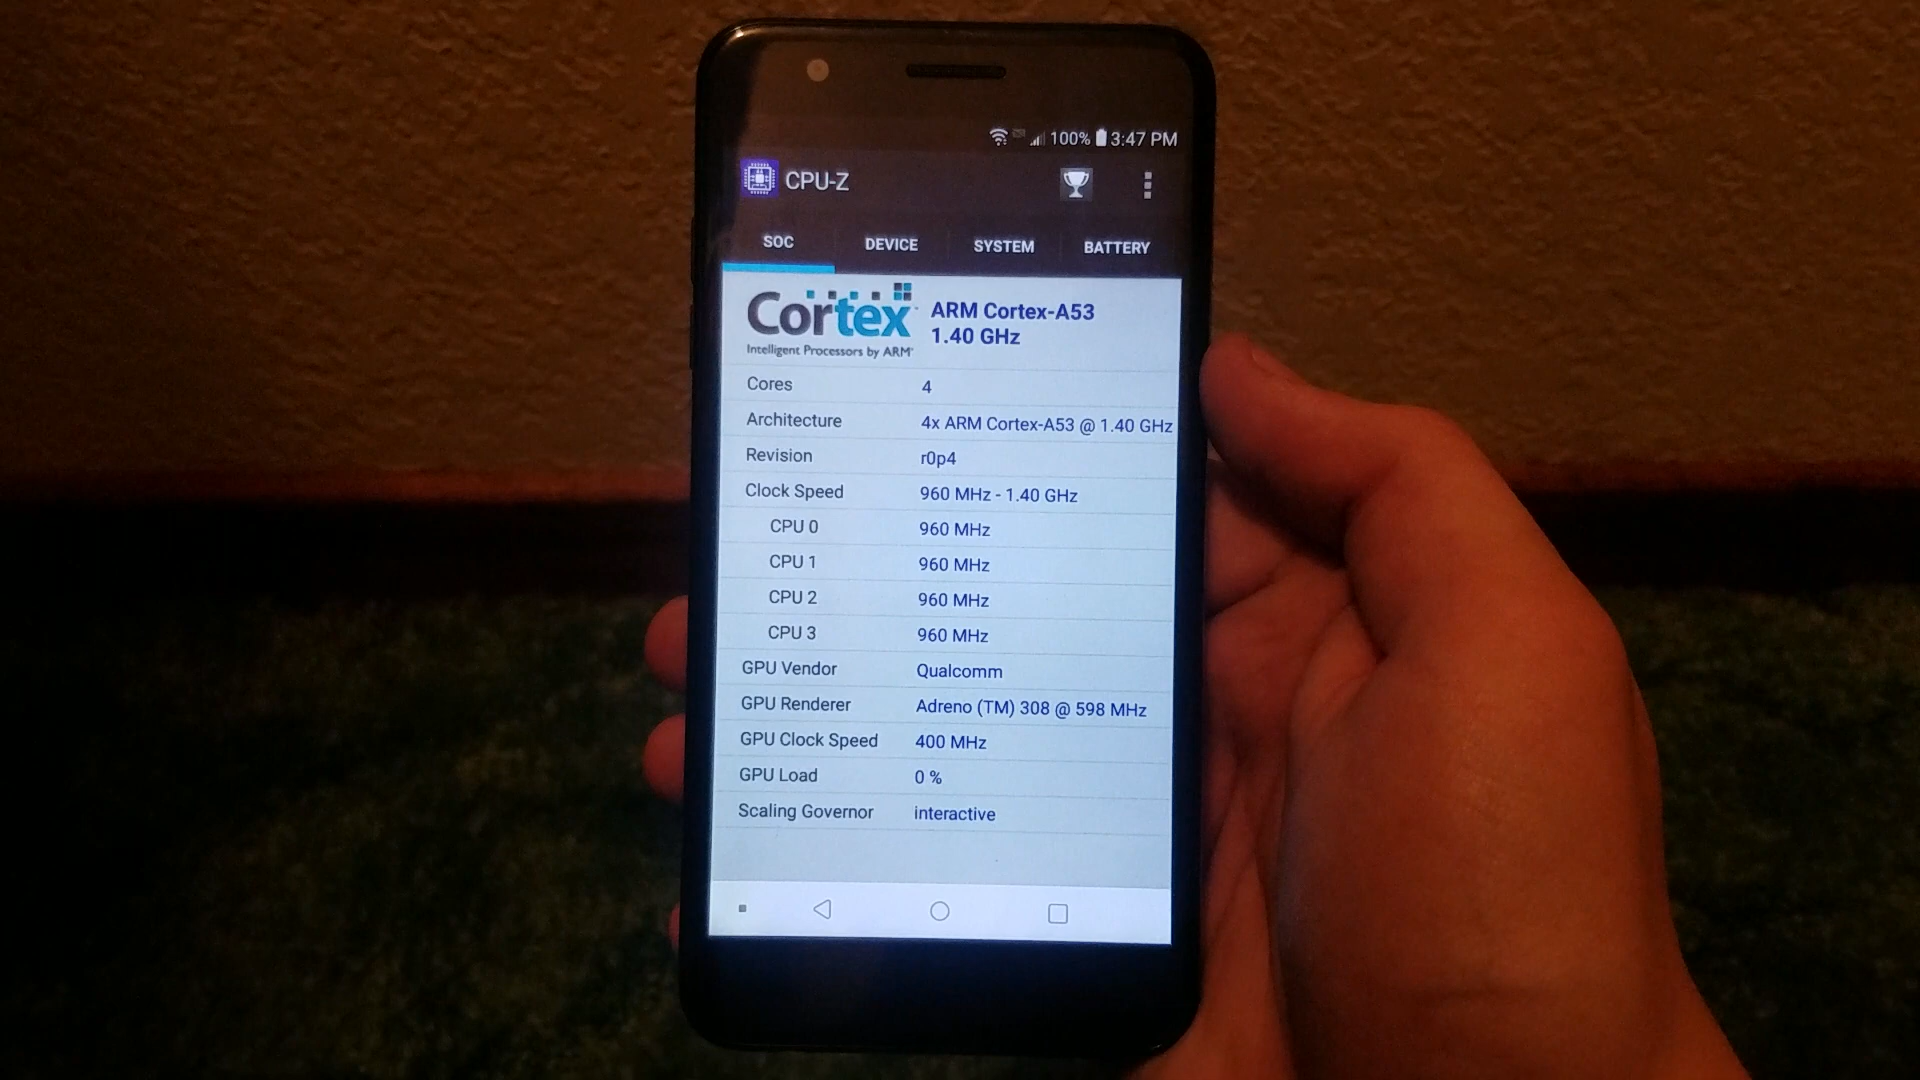 100% 3:47 PM
CPU-Z
SOC DEVICE SYSTEM BATTERY
Cortex
Intelligent Processors by ARM
ARM Cortex-A53
1.40 GHz
Cores 4
Architecture 4x ARM Cortex-A53 @ 1.40 GHz
Revision r0p4
Clock Speed 960 MHz - 1.40 GHz
CPU 0 960 MHz
CPU 1 960 MHz
CPU 2 960 MHz
CPU 3 960 MHz
GPU Vendor Qualcomm
GPU Renderer Adreno (TM) 308 @ 598 MHz
GPU Clock Speed 400 MHz
GPU Load 0 %
Scaling Governor interactive